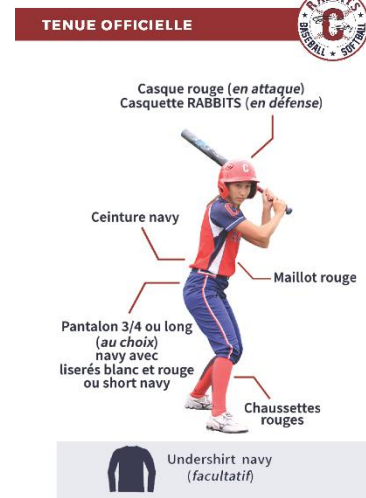 TENUE OFFICIELLE
RABBITS
C
BASEBALL ★ SOFTBALL
Casque rouge (en attaque)
Casquette RABBITS (en défense)
C
Ceinture navy
Maillot rouge
Pantalon 3/4 ou long
(au choix)
navy avec
liserés blanc et rouge
ou short navy
Chaussettes
rouges
Undershirt navy
(facultatif)